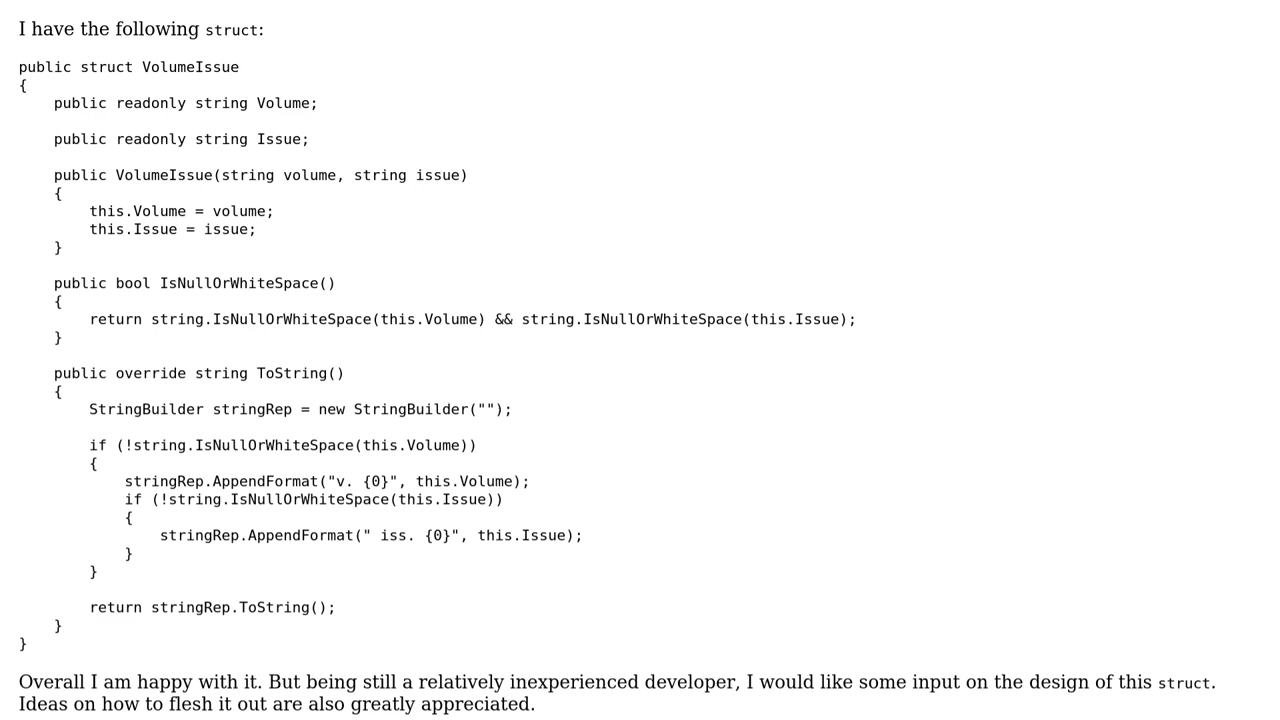 I have the following struct:
public struct VolumeIssue
{
    public readonly string Volume;
    public readonly string Issue;
    public VolumeIssue(string volume, string issue)
    {
        this.Volume = volume;
        this.Issue = issue;
    }
    public bool IsNullOrWhiteSpace()
    {
        return string.IsNullOrWhiteSpace(this.Volume) && string.IsNullOrWhiteSpace(this.Issue);
    }
    public override string ToString()
    {
        StringBuilder stringRep = new StringBuilder("");
        if (!string.IsNullOrWhiteSpace(this.Volume))
        {
            stringRep.AppendFormat("v. {0}", this.Volume);
            if (!string.IsNullOrWhiteSpace(this.Issue))
            {
                stringRep.AppendFormat(" iss. {0}", this.Issue);
            }
        }
        return stringRep.ToString();
    }
}
Overall I am happy with it. But being still a relatively inexperienced developer, I would like some input on the design of this struct.
Ideas on how to flesh it out are also greatly appreciated.